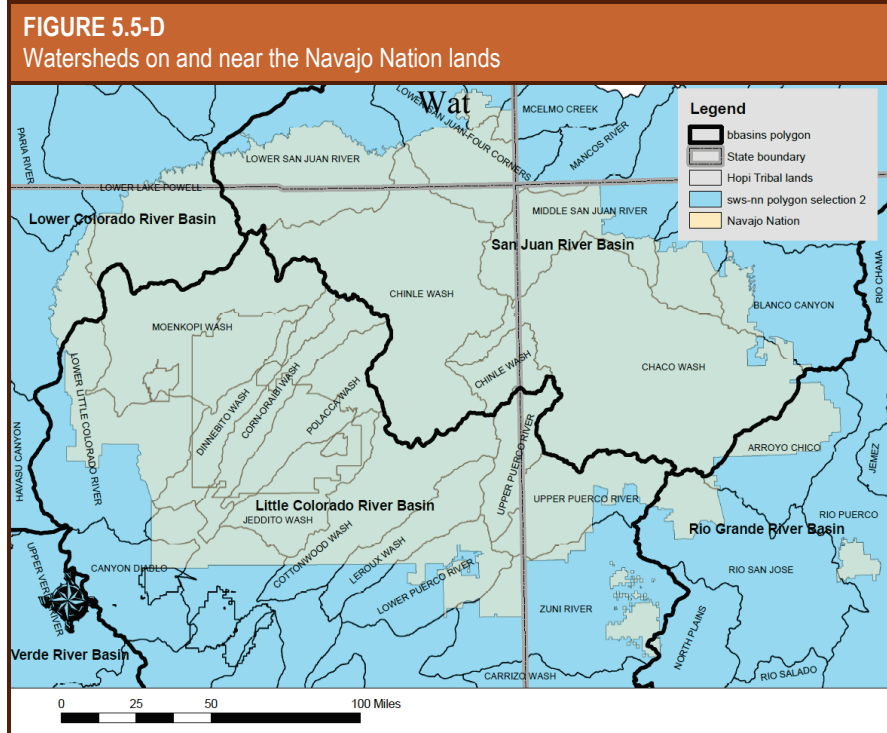 FIGURE 5.5-D
Watersheds on and near the Navajo Nation lands
Wat
LOWER SAN JUAN-FOUR CORNERS
MCELMO CREEK
MANCOS RIVER
PARIA RIVER
LOWER SAN JUAN RIVER
LOWER LAKE POWELL
Legend
bbasins polygon
State boundary
Hopi Tribal lands
sws-nn polygon selection 2
Navajo Nation
Lower Colorado River Basin
MIDDLE SAN JUAN RIVER
San Juan River Basin
RIO CHAMA
CHINLE WASH
BLANCO CANYON
MOENKOPI WASH
LOWER LITTLE COLORADO RIVER
DINNEBITO WASH
CORN-ORAIBI WASH
POLACCA WASH
CHINLE WASH
CHACO WASH
HAVASU CANYON
ARROYO CHICO
JEMEZ
UPPER PUERCO RIVER
UPPER PUERCO RIVER
Little Colorado River Basin
JEDDITO WASH
RIO PUERCO
Rio Grande River Basin
COTTONWOOD WASH
LEROUX WASH
LOWER PUERCO RIVER
CANYON DIABLO
UPPER VERDE RIVER
RIO SAN JOSE
ZUNI RIVER
NORTH PLAINS
Verde River Basin
CARRIZO WASH
RIO SALADO
0 25 50 100 Miles